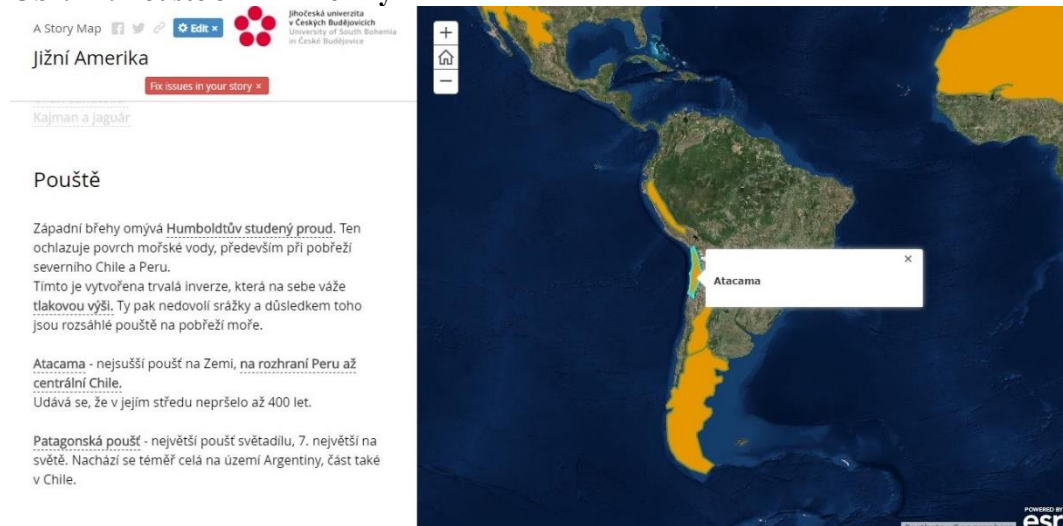 A Story Map
Edit ×
Jihočeská univerzita
v Českých Budějovicích
University of South Bohemia
in České Budějovice
Jižní Amerika
Fix issues in your story ×
Kajman a jaguár
Pouště
Západní břehy omývá Humboldtův studený proud. Ten
ochlazuje povrch mořské vody, především při pobřeží
severního Chile a Peru.
Tímto je vytvořena trvalá inverze, která na sebe váže
tlakovou výši. Ty pak nedovolí srážky a důsledkem toho
jsou rozsáhlé pouště na pobřeží moře.
Atacama - nejsušší poušť na Zemi, na rozhraní Peru až
centrální Chile.
Udává se, že v jejím středu nepršelo až 400 let.
Patagonská poušť - největší poušť světadílu, 7. největší na
světě. Nachází se téměř celá na území Argentiny, část také
v Chile.
+
−
×
Atacama
POWERED BY
esri